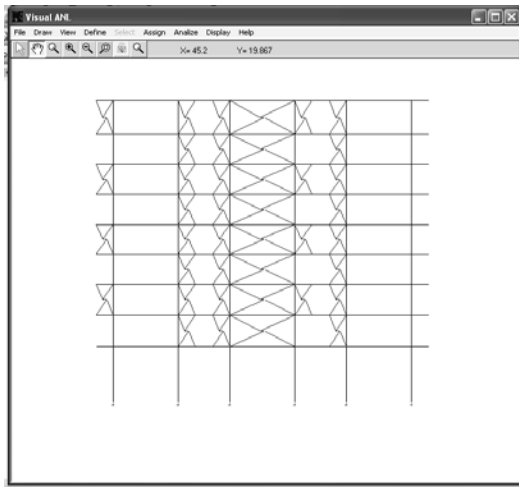 Visual ANL
File Draw View Define Select Assign Analize Display Help
X= 45.2 Y= 19.867